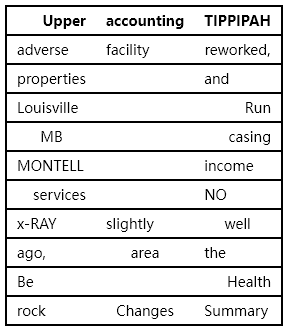 Upper accounting TIPPIPAH
adverse facility reworked,
properties and
Louisville Run
MB casing
MONTELL income
services NO
x-RAY slightly well
ago, area the
Be Health
rock Changes Summary